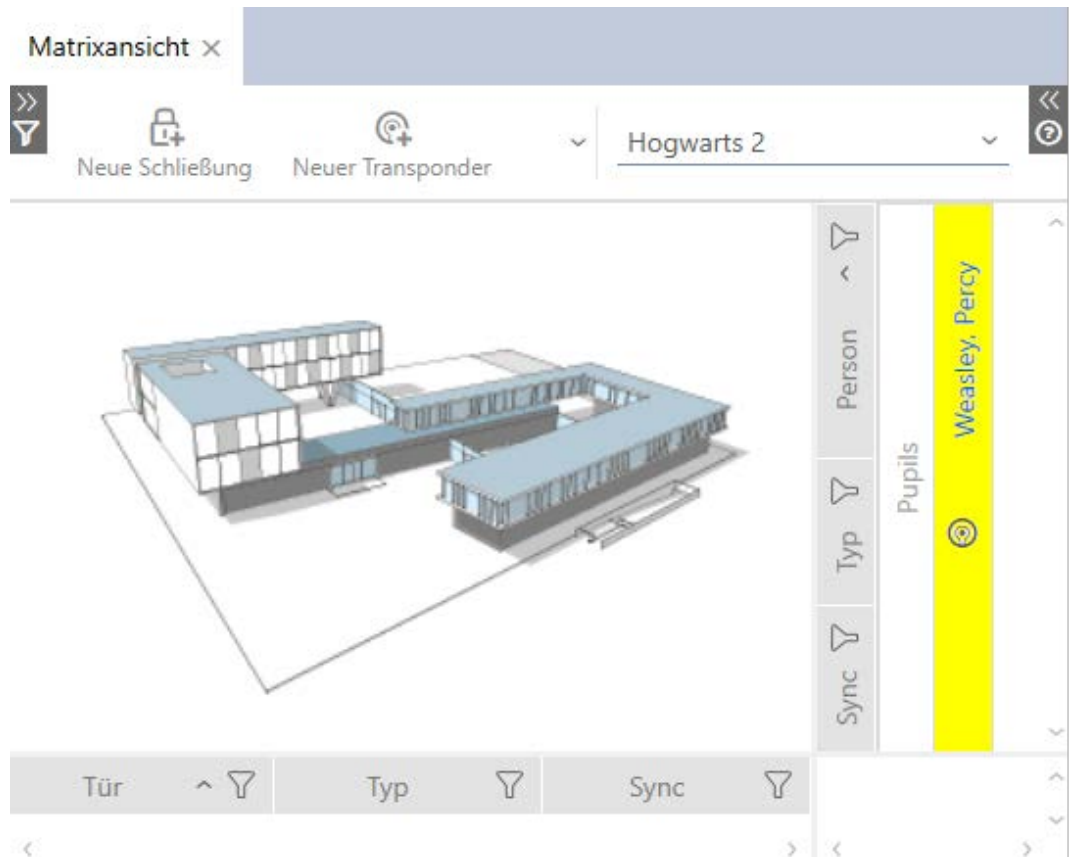 Matrixansicht
Neue Schließung
Neuer Transponder
Hogwarts 2
Person
Typ
Sync
Pupils
Weasley, Percy
Tür
Typ
Sync